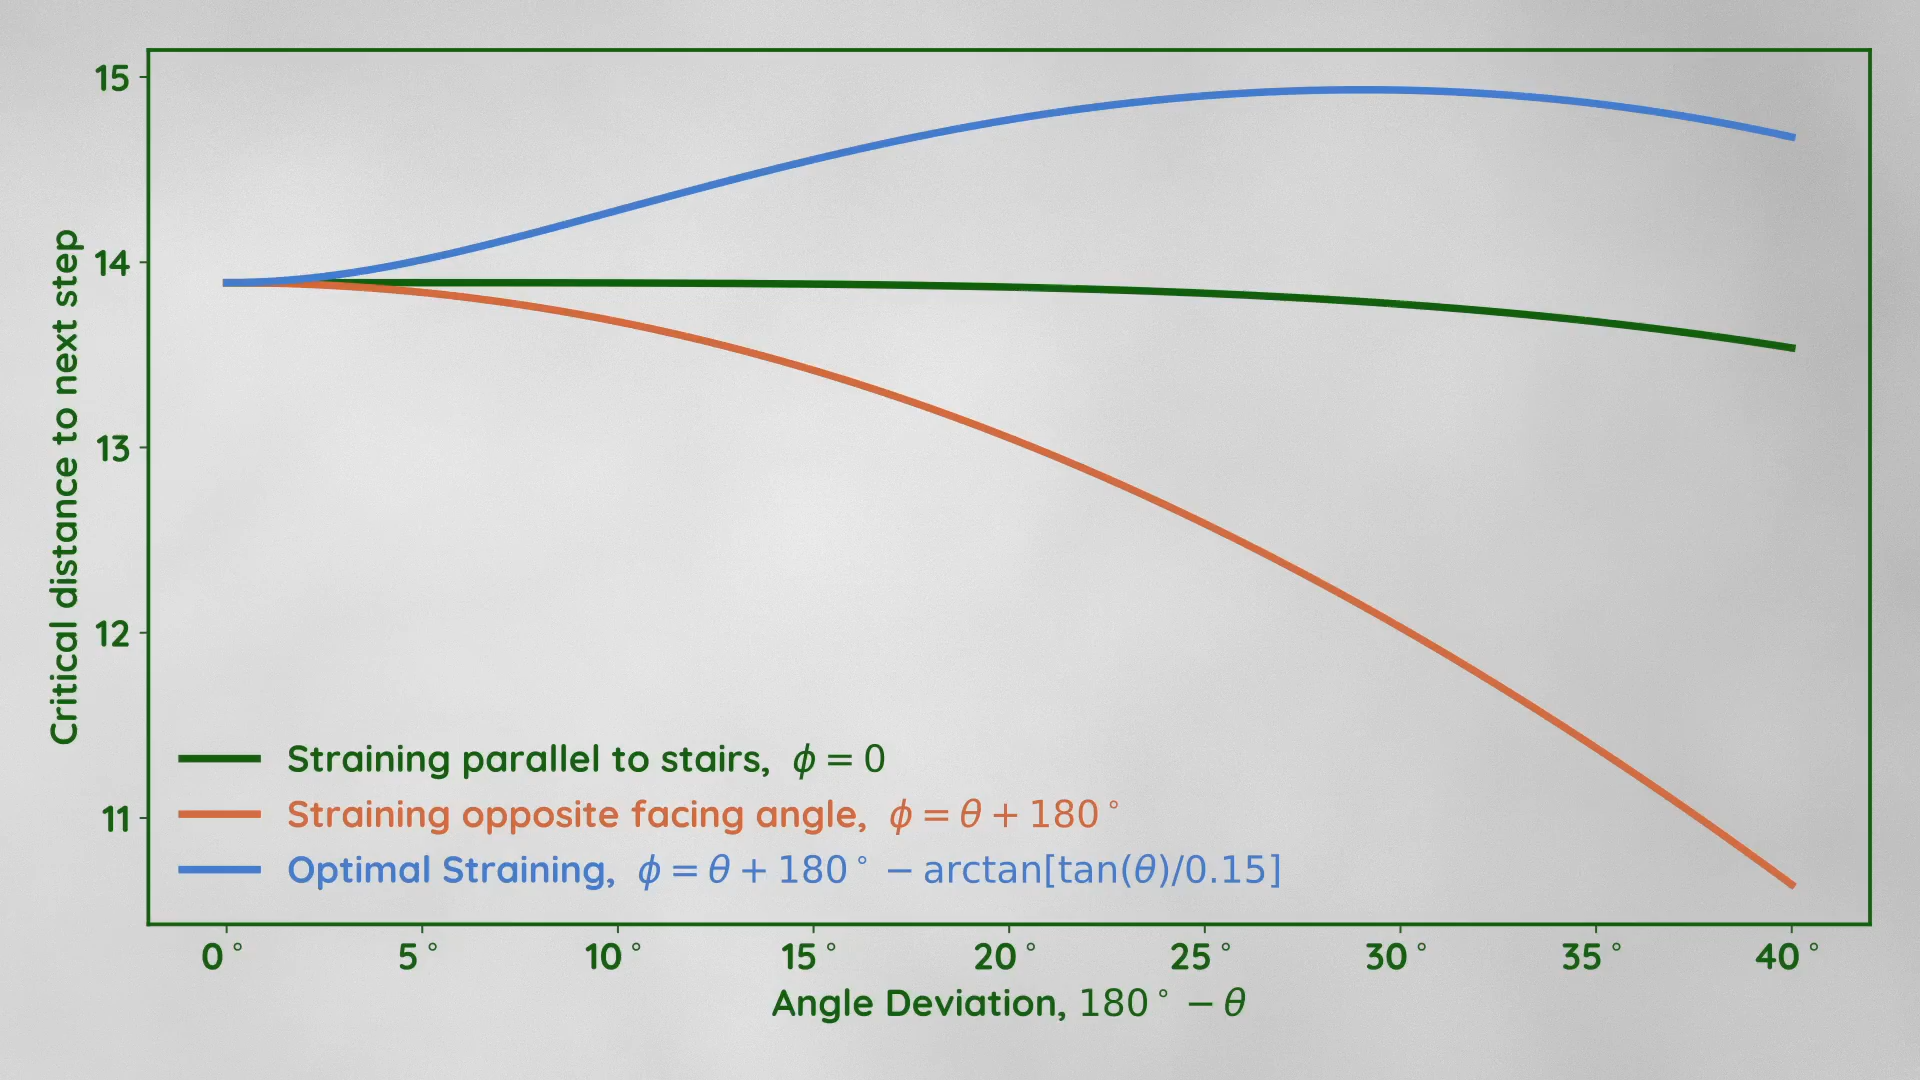 15
14
13
12
11
Critical distance to next step
Straining parallel to stairs, ϕ = 0
Straining opposite facing angle, ϕ = θ + 180°
Optimal Straining, ϕ = θ + 180° − arctan[tan(θ)/0.15]
0° 5° 10° 15° 20° 25° 30° 35° 40°
Angle Deviation, 180° − θ